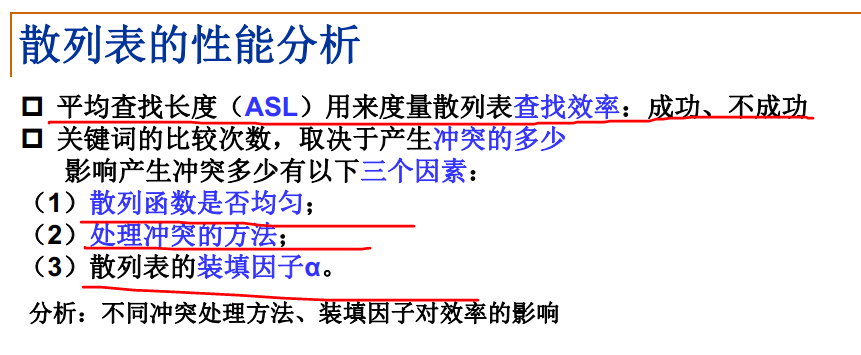 散列表的性能分析
平均查找长度（ASL）用来度量散列表查找效率：成功、不成功
关键词的比较次数，取决于产生冲突的多少
影响产生冲突多少有以下三个因素：
（1）散列函数是否均匀；
（2）处理冲突的方法；
（3）散列表的装填因子α。
分析：不同冲突处理方法、装填因子对效率的影响